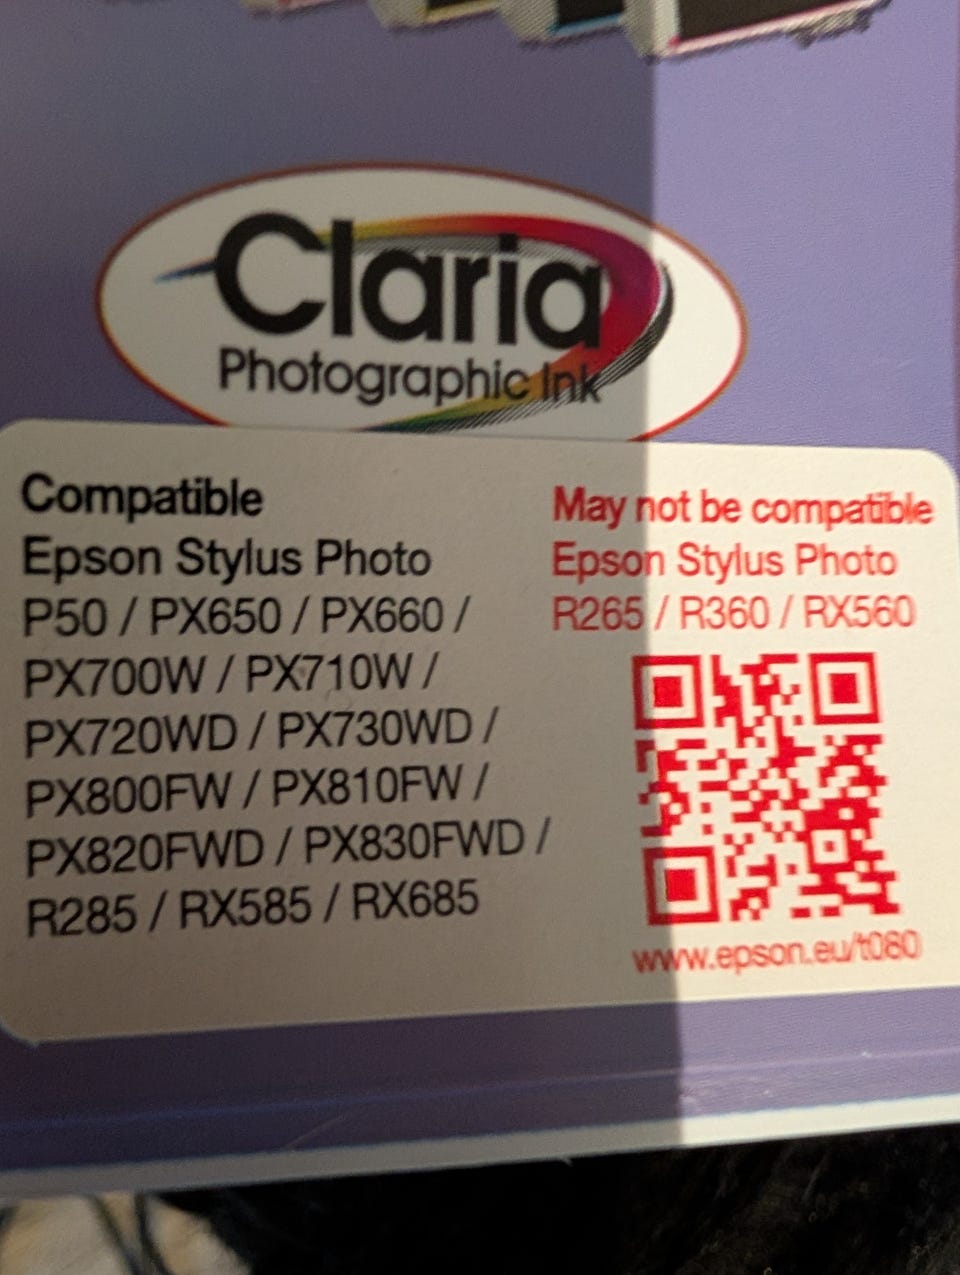 Claria
Photographic Ink
Compatible
Epson Stylus Photo
P50 / PX650 / PX660 /
PX700W / PX710W /
PX720WD / PX730WD /
PX800FW / PX810FW /
PX820FWD / PX830FWD /
R285 / RX585 / RX685
May not be compatible
Epson Stylus Photo
R265 / R360 / RX560
www.epson.eu/t080